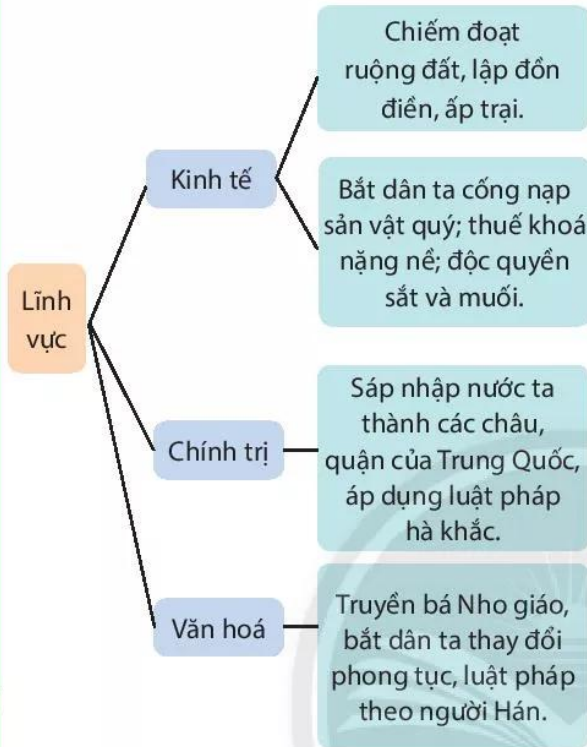 Lĩnh
vực
Kinh tế
Chiếm đoạt
ruộng đất, lập đồn
điền, ấp trại.
Bắt dân ta cống nạp
sản vật quý; thuế khoá
nặng nề; độc quyền
sắt và muối.
Chính trị
Sáp nhập nước ta
thành các châu,
quận của Trung Quốc,
áp dụng luật pháp
hà khắc.
Văn hoá
Truyền bá Nho giáo,
bắt dân ta thay đổi
phong tục, luật pháp
theo người Hán.